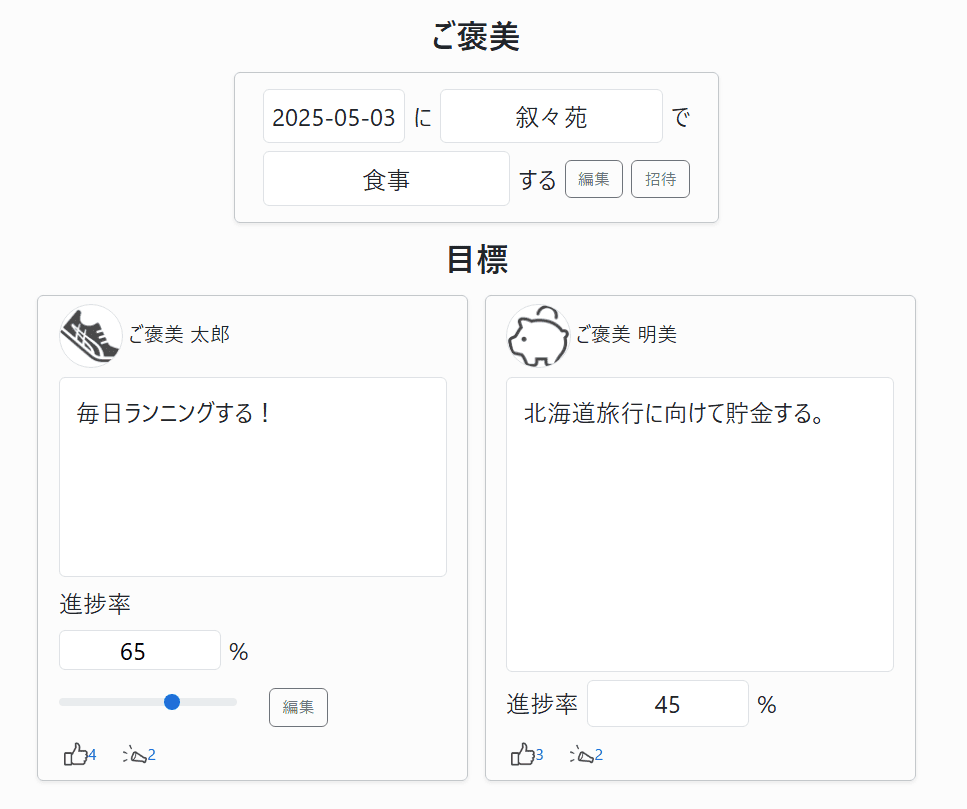 ご褒美
2025-05-03 に 叙々苑 で
食事 する 編集 招待
目標
ご褒美 太郎
毎日ランニングする！
進捗率
65 %
編集
4 2
ご褒美 明美
北海道旅行に向けて貯金する。
進捗率 45 %
3 2